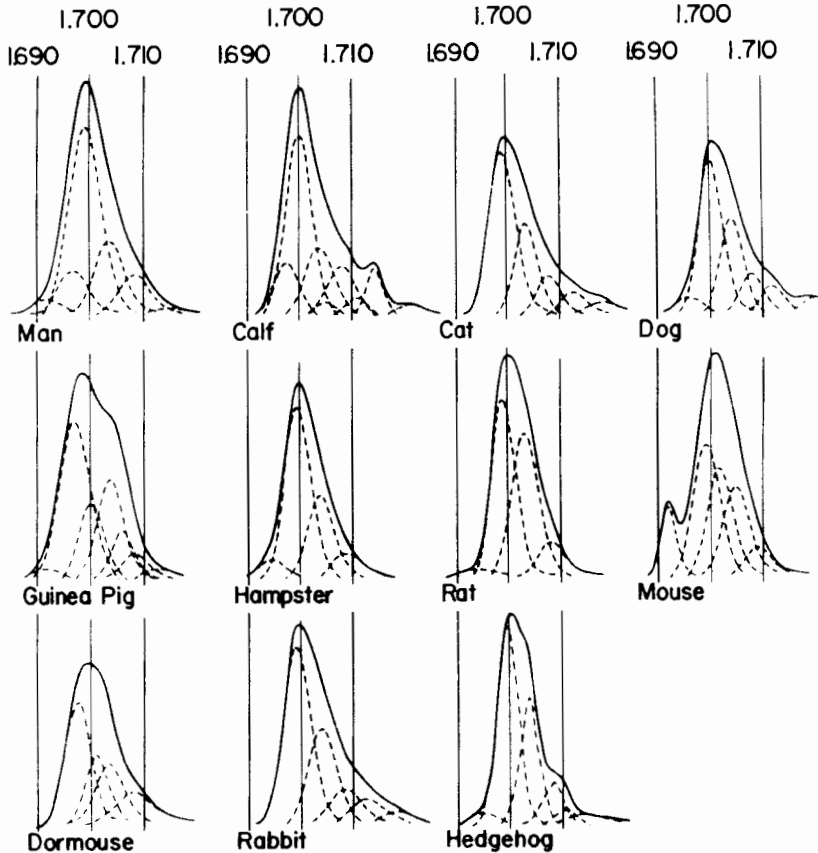 1.700 1.700 1.700 1.700
1.690 1.710 1.690 1.710 1.690 1.710 1.690 1.710
Man Calf Cat Dog
Guinea Pig Hampster Rat Mouse
Dormouse Rabbit Hedgehog